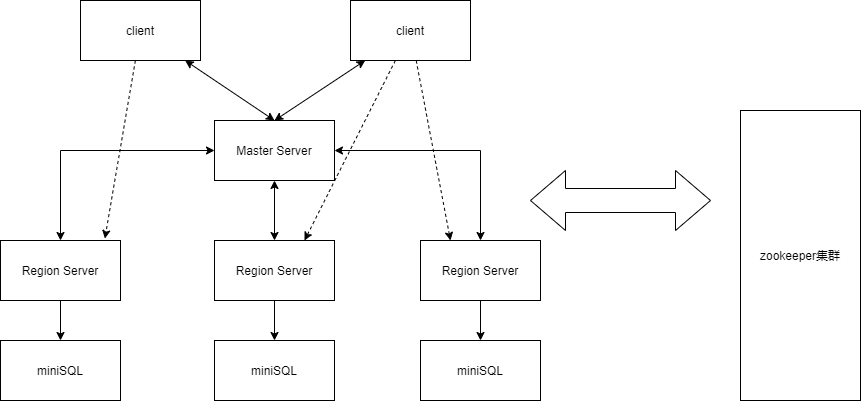 client
client
Master Server
zookeeper集群
Region Server
Region Server
Region Server
miniSQL
miniSQL
miniSQL